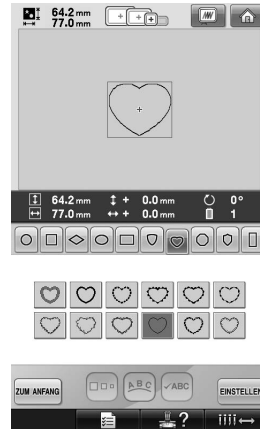 64.2 mm
77.0 mm
64.2 mm + 0.0 mm 0°
77.0 mm + 0.0 mm 1
ZUM ANFANG ABC ✓ABC EINSTELLEN
?